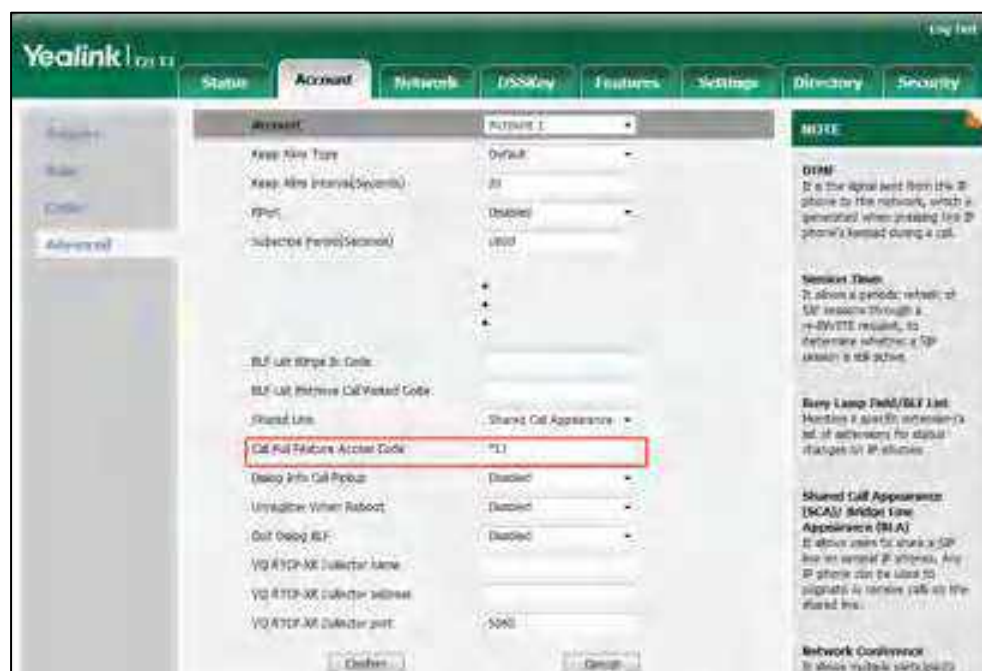 Log Out
Yealink
Status Account Network DSSKey Features Settings Directory Security
Register
Basic
Codec
Advanced
Account Account 1
Keep Alive Type Default
Keep Alive Interval(Seconds) 30
RPort Disabled
Subscribe Period(Seconds) 1800
BLF List Barge In Code
BLF List Retrieve Call Parked Code
Shared Line Shared Call Appearance
Call Pull Feature Access Code *11
Dialog Info Call Pickup Disabled
Unregister When Reboot Disabled
Out Dialog BLF Disabled
VQ RTCP-XR Collector name
VQ RTCP-XR Collector address
VQ RTCP-XR Collector port 5060
Confirm Cancel
NOTE
DTMF
It is the signal sent from the IP
phone to the network, which is
generated when pressing the IP
phone's keypad during a call.
Session Timer
It allows a periodic refresh of
SIP sessions through a
re-INVITE request, to
determine whether a SIP
session is still active.
Busy Lamp Field/BLF List
Monitors a specific extension/a
list of extensions for status
changes on IP phones.
Shared Call Appearance
(SCA)/ Bridge Line
Appearance (BLA)
It allows users to share a SIP
line on several IP phones. Any
IP phone can be used to
originate or receive calls on the
shared line.
Network Conference
It allows multiple participants